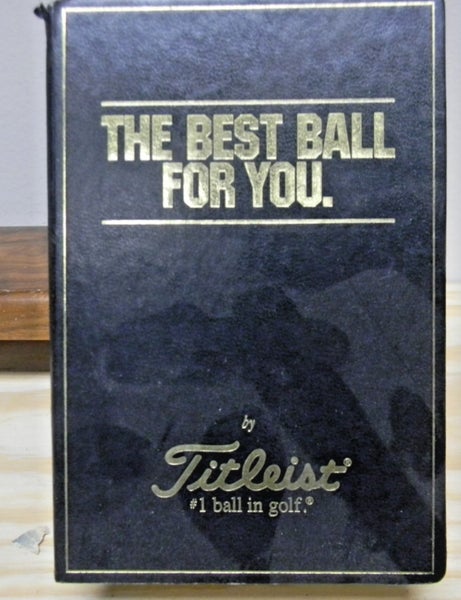 THE BEST BALL
FOR YOU.
by
Titleist®
#1 ball in golf.®